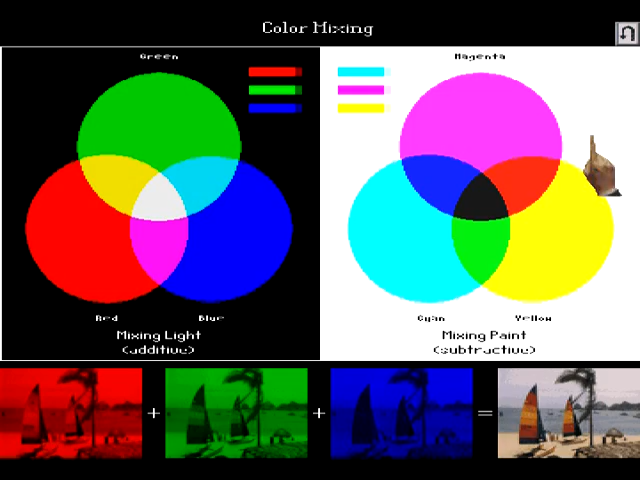 Color Mixing
Green
Magenta
Red
Blue
Cyan
Yellow
Mixing Light
(additive)
Mixing Paint
(subtractive)
+ + =